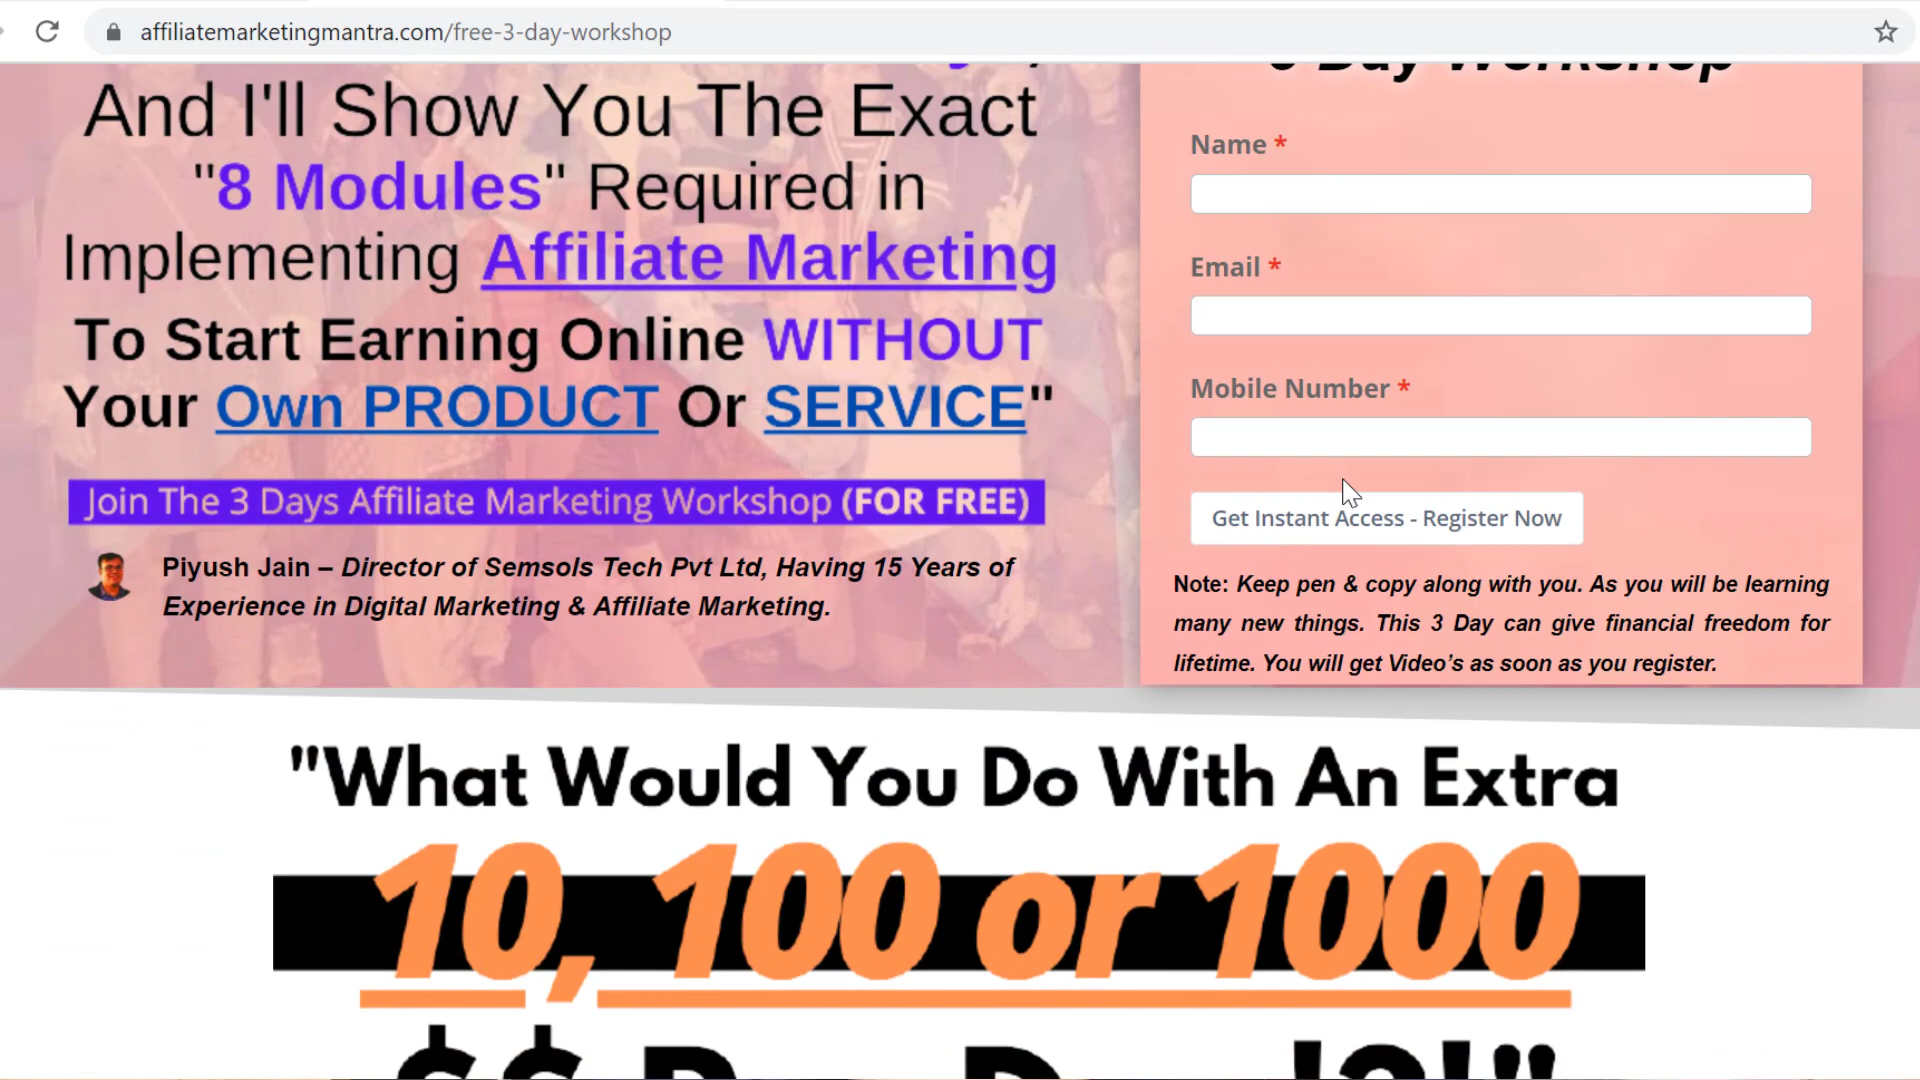 affiliatemarketingmantra.com/free-3-day-workshop
And I'll Show You The Exact
"8 Modules" Required in
Implementing Affiliate Marketing
To Start Earning Online WITHOUT
Your Own PRODUCT Or SERVICE"
Join The 3 Days Affiliate Marketing Workshop (FOR FREE)
Piyush Jain – Director of Semsols Tech Pvt Ltd, Having 15 Years of
Experience in Digital Marketing & Affiliate Marketing.
3 Day Workshop
Name *
Email *
Mobile Number *
Get Instant Access - Register Now
Note: Keep pen & copy along with you. As you will be learning
many new things. This 3 Day can give financial freedom for
lifetime. You will get Video’s as soon as you register.
"What Would You Do With An Extra
10, 100 or 1000